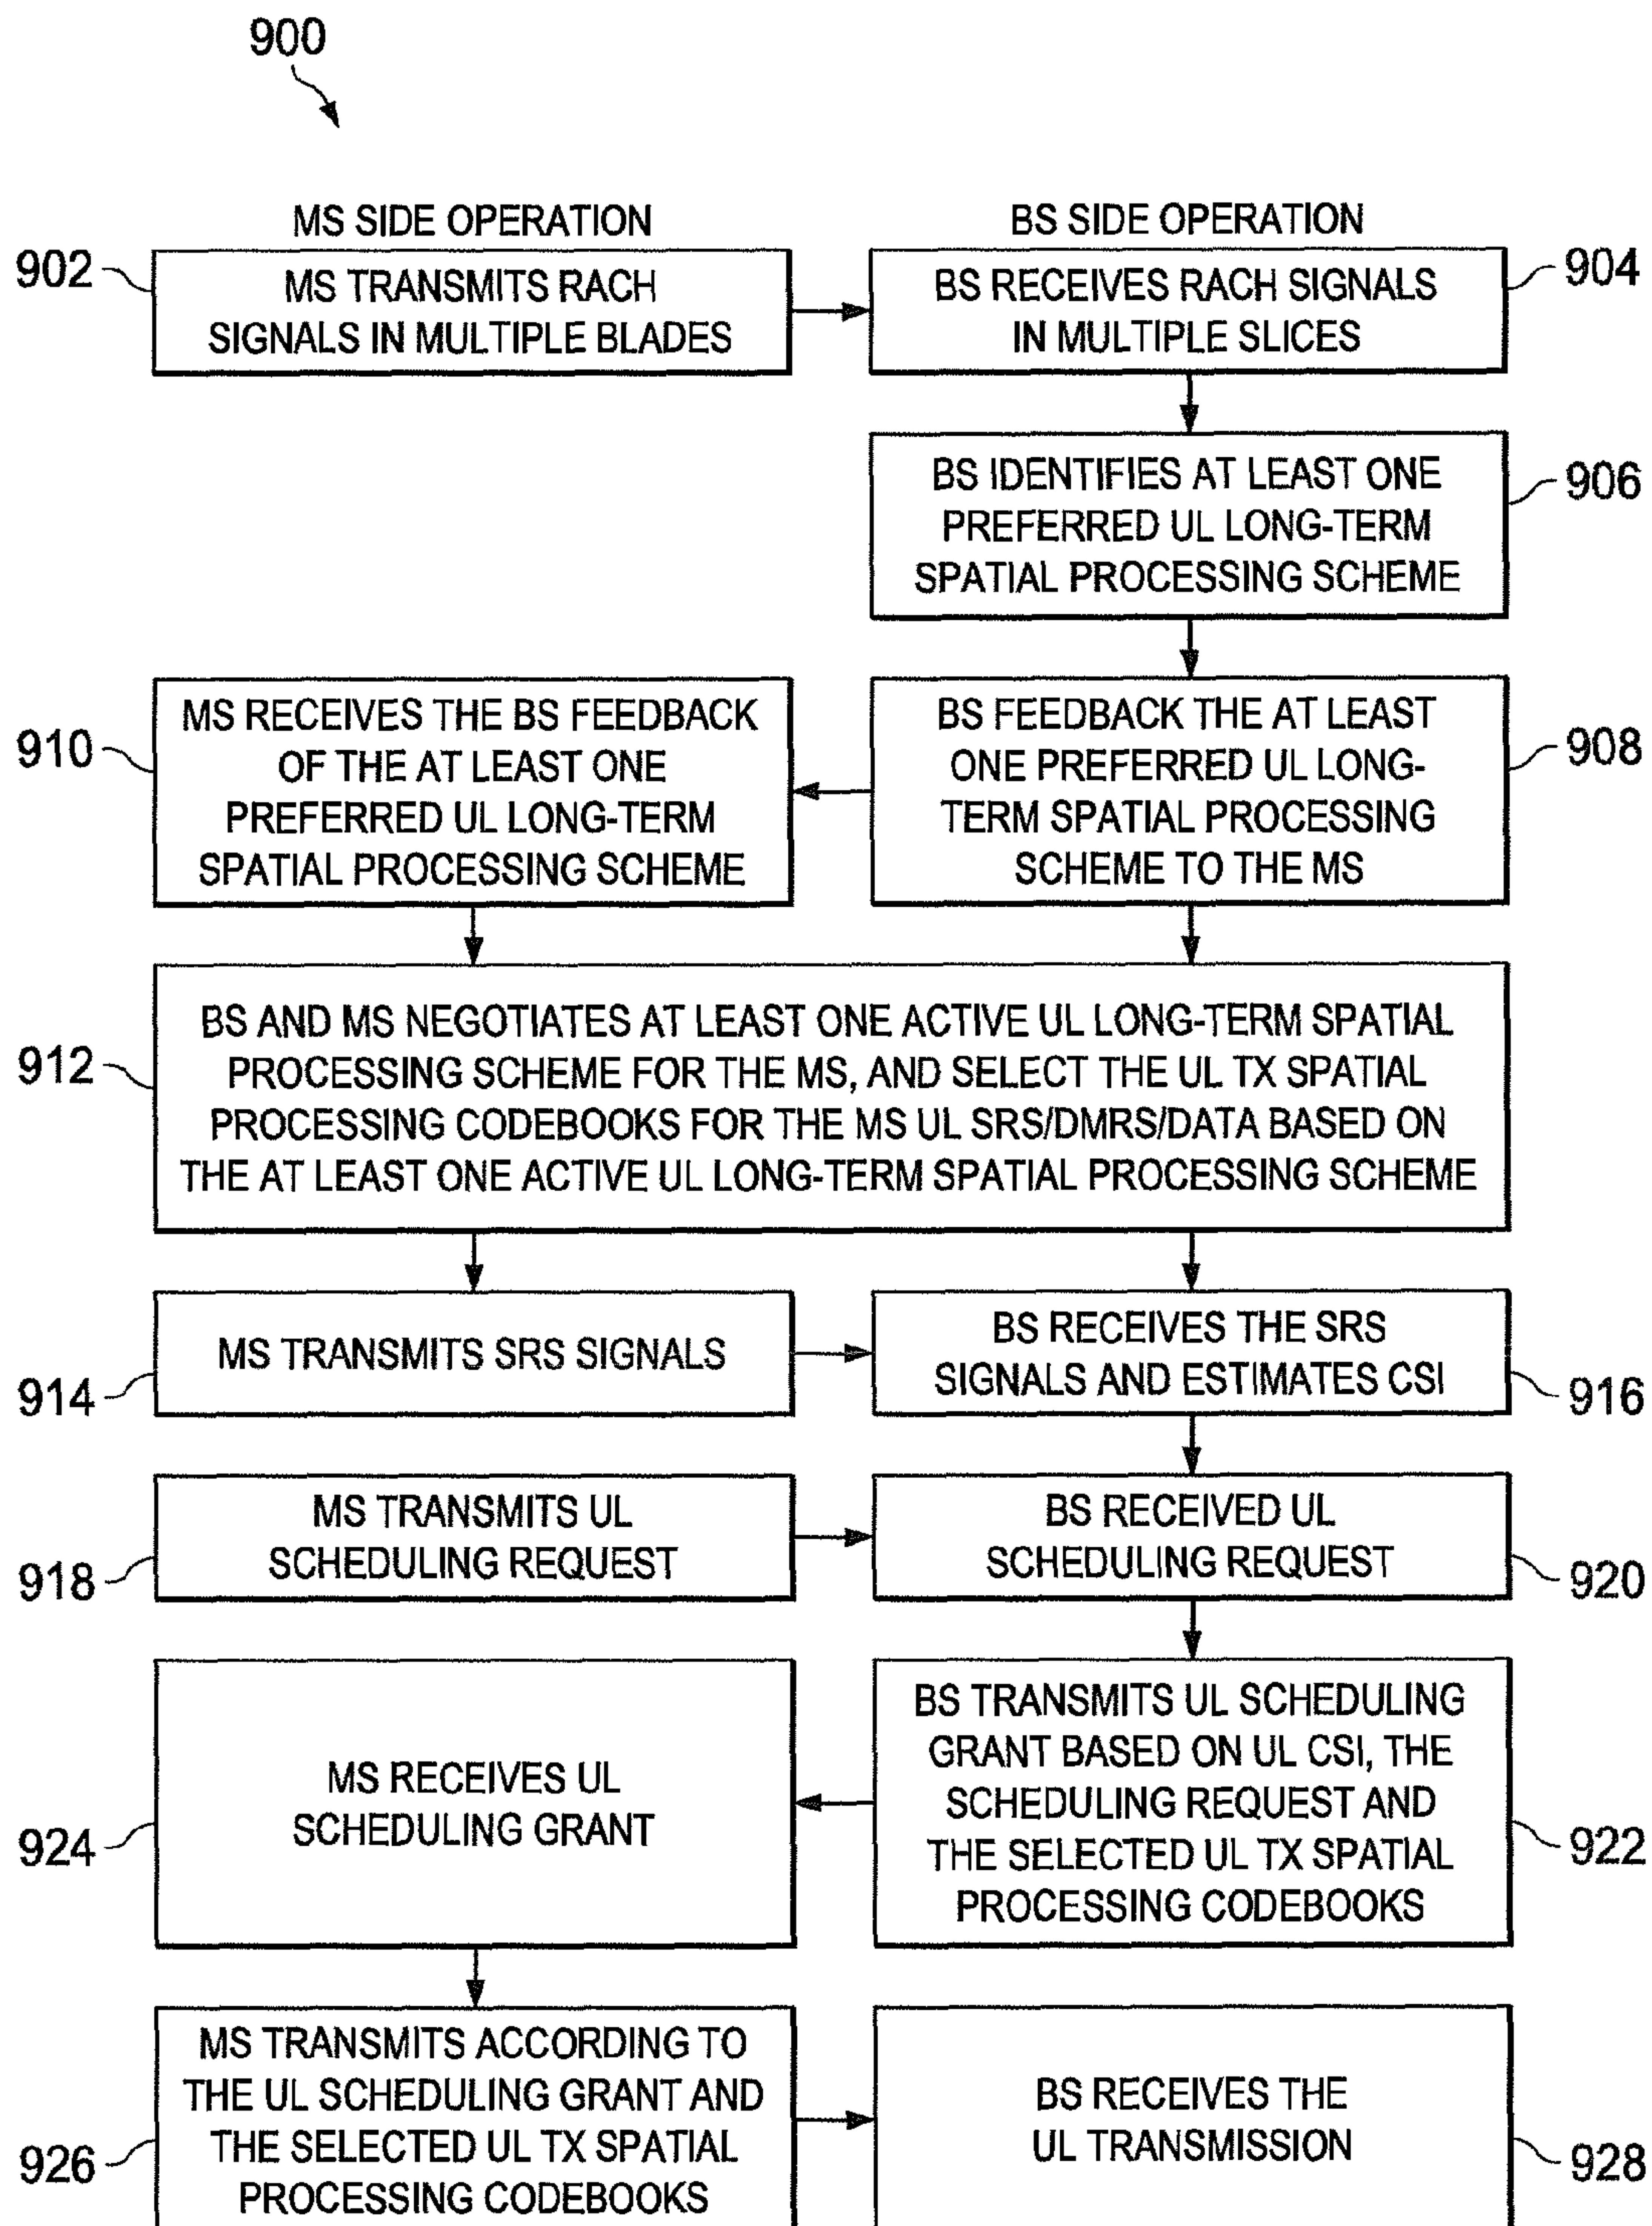 900
MS SIDE OPERATION
BS SIDE OPERATION
902
MS TRANSMITS RACH
SIGNALS IN MULTIPLE BLADES
BS RECEIVES RACH SIGNALS
IN MULTIPLE SLICES
904
BS IDENTIFIES AT LEAST ONE
PREFERRED UL LONG-TERM
SPATIAL PROCESSING SCHEME
906
910
MS RECEIVES THE BS FEEDBACK
OF THE AT LEAST ONE
PREFERRED UL LONG-TERM
SPATIAL PROCESSING SCHEME
BS FEEDBACK THE AT LEAST
ONE PREFERRED UL LONG-
TERM SPATIAL PROCESSING
SCHEME TO THE MS
908
912
BS AND MS NEGOTIATES AT LEAST ONE ACTIVE UL LONG-TERM SPATIAL
PROCESSING SCHEME FOR THE MS, AND SELECT THE UL TX SPATIAL
PROCESSING CODEBOOKS FOR THE MS UL SRS/DMRS/DATA BASED ON
THE AT LEAST ONE ACTIVE UL LONG-TERM SPATIAL PROCESSING SCHEME
914
MS TRANSMITS SRS SIGNALS
BS RECEIVES THE SRS
SIGNALS AND ESTIMATES CSI
916
918
MS TRANSMITS UL
SCHEDULING REQUEST
BS RECEIVED UL
SCHEDULING REQUEST
920
924
MS RECEIVES UL
SCHEDULING GRANT
BS TRANSMITS UL SCHEDULING
GRANT BASED ON UL CSI, THE
SCHEDULING REQUEST AND
THE SELECTED UL TX SPATIAL
PROCESSING CODEBOOKS
922
926
MS TRANSMITS ACCORDING TO
THE UL SCHEDULING GRANT AND
THE SELECTED UL TX SPATIAL
PROCESSING CODEBOOKS
BS RECEIVES THE
UL TRANSMISSION
928